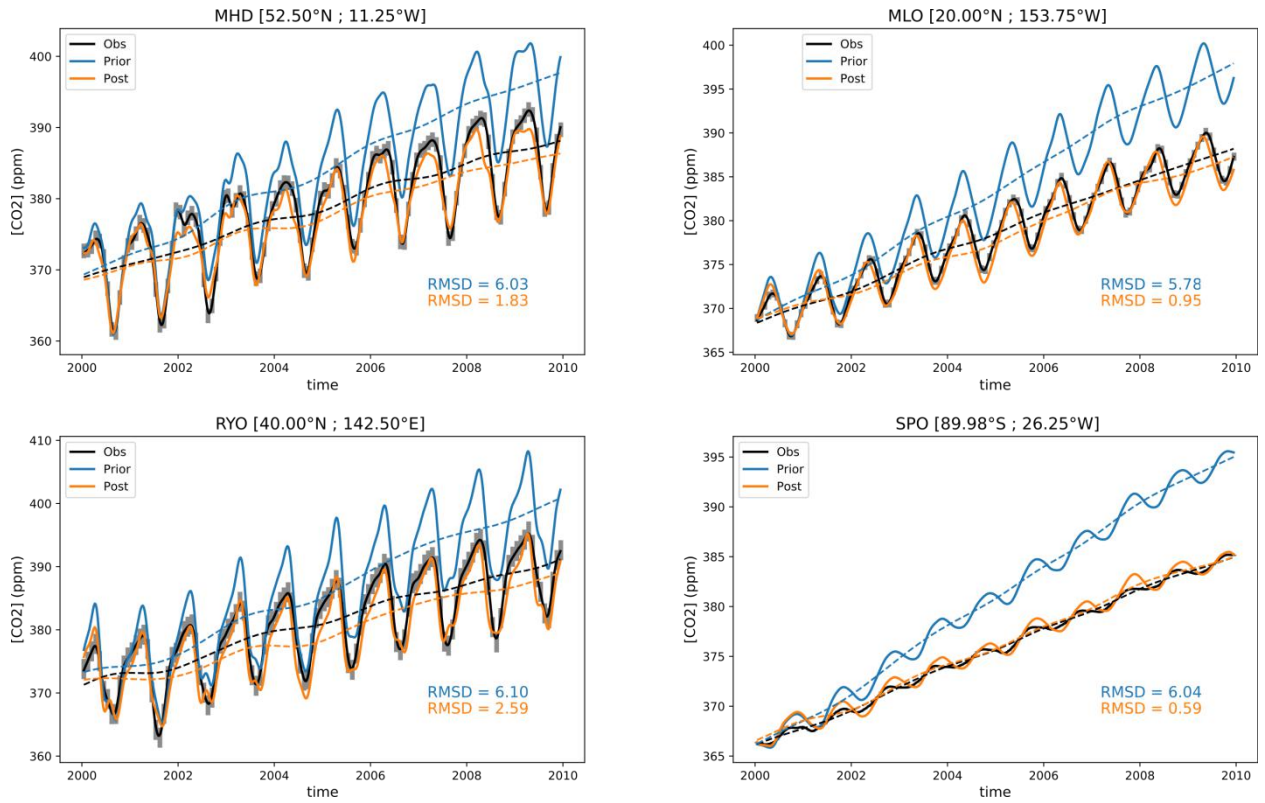 MHD [52.50°N ; 11.25°W]
Obs
Prior
Post
[CO2] (ppm)
400
390
380
370
360
RMSD = 6.03
RMSD = 1.83
2000 2002 2004 2006 2008 2010
time
MLO [20.00°N ; 153.75°W]
Obs
Prior
Post
[CO2] (ppm)
400
395
390
385
380
375
370
365
RMSD = 5.78
RMSD = 0.95
2000 2002 2004 2006 2008 2010
time
RYO [40.00°N ; 142.50°E]
Obs
Prior
Post
[CO2] (ppm)
410
400
390
380
370
360
RMSD = 6.10
RMSD = 2.59
2000 2002 2004 2006 2008 2010
time
SPO [89.98°S ; 26.25°W]
Obs
Prior
Post
[CO2] (ppm)
395
390
385
380
375
370
365
RMSD = 6.04
RMSD = 0.59
2000 2002 2004 2006 2008 2010
time